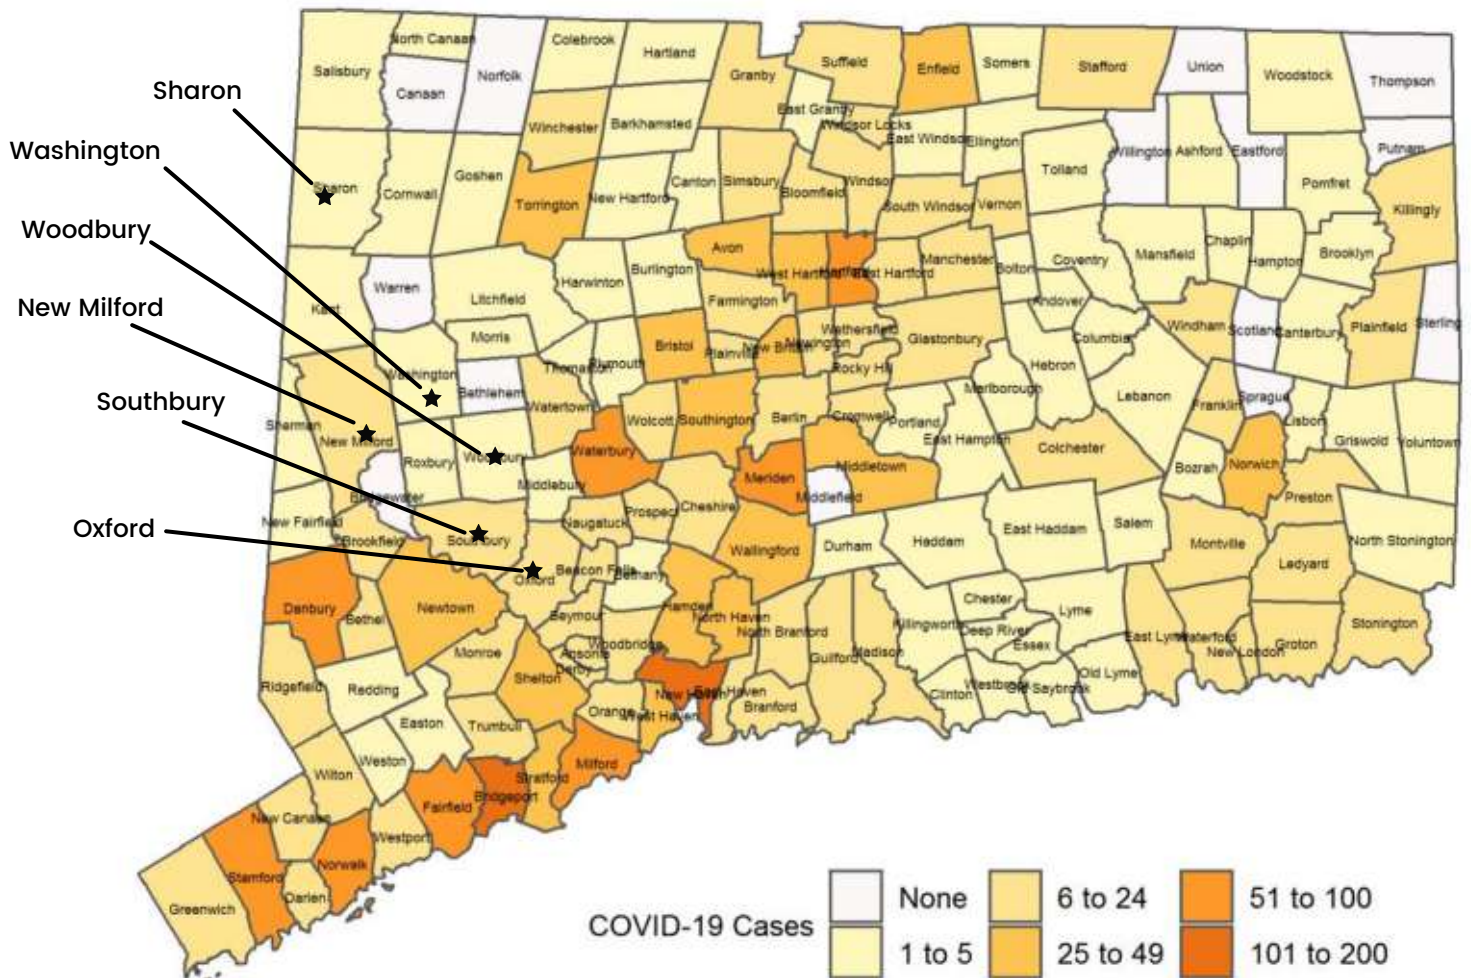 Sharon
Washington
Woodbury
New Milford
Southbury
Oxford
Salisbury
North Canaan
Canaan
Norfolk
Colebrook
Hartland
Granby
Suffield
Enfield
Somers
Stafford
Union
Woodstock
Thompson
Winchester
Barkhamsted
East Granby
Windsor Locks
East Windsor
Ellington
Tolland
Willington
Ashford
Eastford
Putnam
Pomfret
Killingly
Sharon
Cornwall
Goshen
Torrington
New Hartford
Canton
Simsbury
Bloomfield
Windsor
South Windsor
Vernon
Mansfield
Chaplin
Hampton
Brooklyn
Kent
Warren
Litchfield
Harwinton
Burlington
Avon
West Hartford
Hartford
East Hartford
Manchester
Bolton
Coventry
Andover
Columbia
Windham
Scotland
Canterbury
Plainfield
Sterling
Morris
Farmington
Bristol
Plainville
New Britain
Newington
Wethersfield
Rocky Hill
Glastonbury
Hebron
Marlborough
Lebanon
Franklin
Sprague
Lisbon
Griswold
Voluntown
Washington
Bethlehem
Thomaston
Plymouth
Watertown
Wolcott
Southington
Berlin
Cromwell
Portland
East Hampton
Colchester
Bozrah
Norwich
Preston
Sherman
New Milford
Roxbury
Woodbury
Waterbury
Middlebury
Meriden
Middletown
Middlefield
Bridgewater
New Fairfield
Brookfield
Southbury
Naugatuck
Prospect
Cheshire
Wallingford
Durham
Haddam
East Haddam
Salem
Montville
Ledyard
North Stonington
Oxford
Beacon Falls
Bethany
Danbury
Bethel
Newtown
Seymour
Hamden
North Haven
North Branford
Guilford
Madison
Killingworth
Chester
Deep River
Essex
Lyme
East Lyme
Waterford
New London
Groton
Stonington
Monroe
Ansonia
Derby
Woodbridge
Ridgefield
Redding
Shelton
Orange
New Haven
East Haven
West Haven
Branford
Clinton
Westbrook
Old Saybrook
Old Lyme
Easton
Trumbull
Wilton
Weston
Milford
Stratford
Bridgeport
Fairfield
Westport
New Canaan
Norwalk
Stamford
Darien
Greenwich
COVID-19 Cases
None
1 to 5
6 to 24
25 to 49
51 to 100
101 to 200